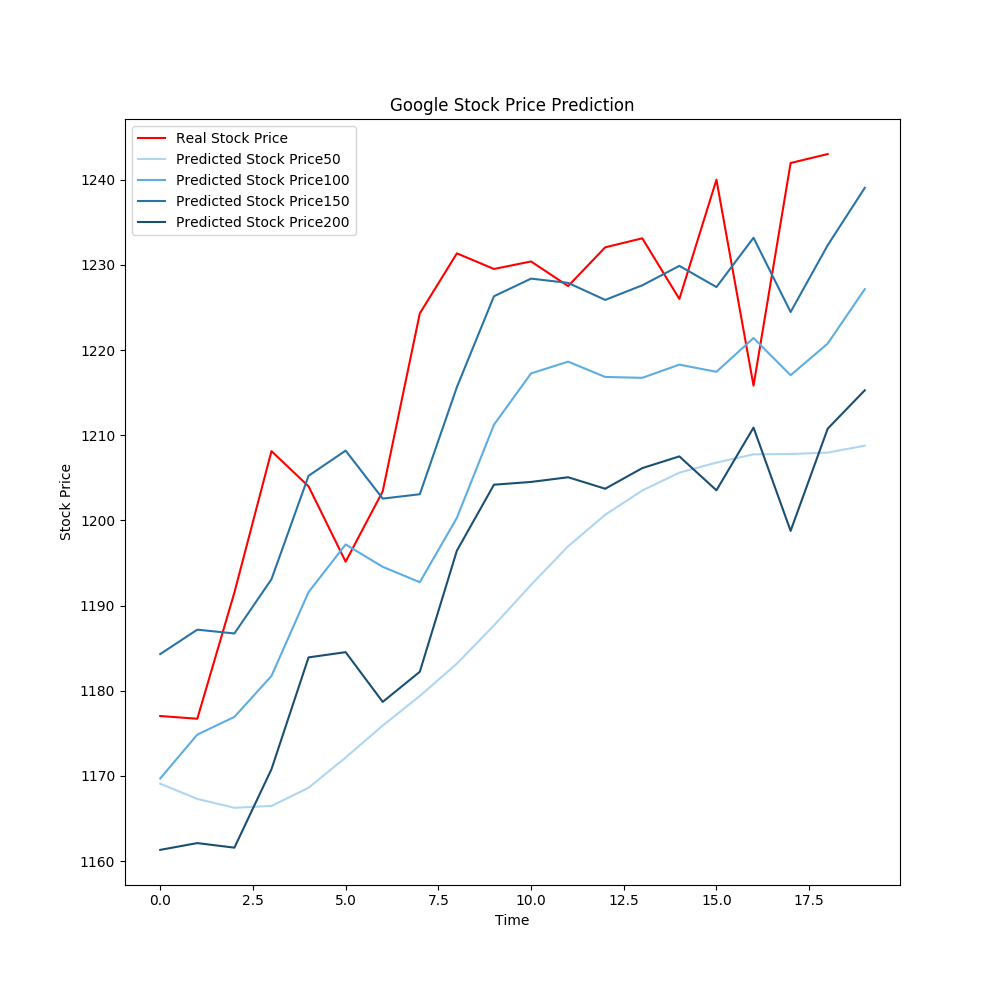 Google Stock Price Prediction
Real Stock Price
Predicted Stock Price50
Predicted Stock Price100
Predicted Stock Price150
Predicted Stock Price200
1240
1230
1220
1210
1200
1190
1180
1170
1160
Stock Price
0.0 2.5 5.0 7.5 10.0 12.5 15.0 17.5
Time